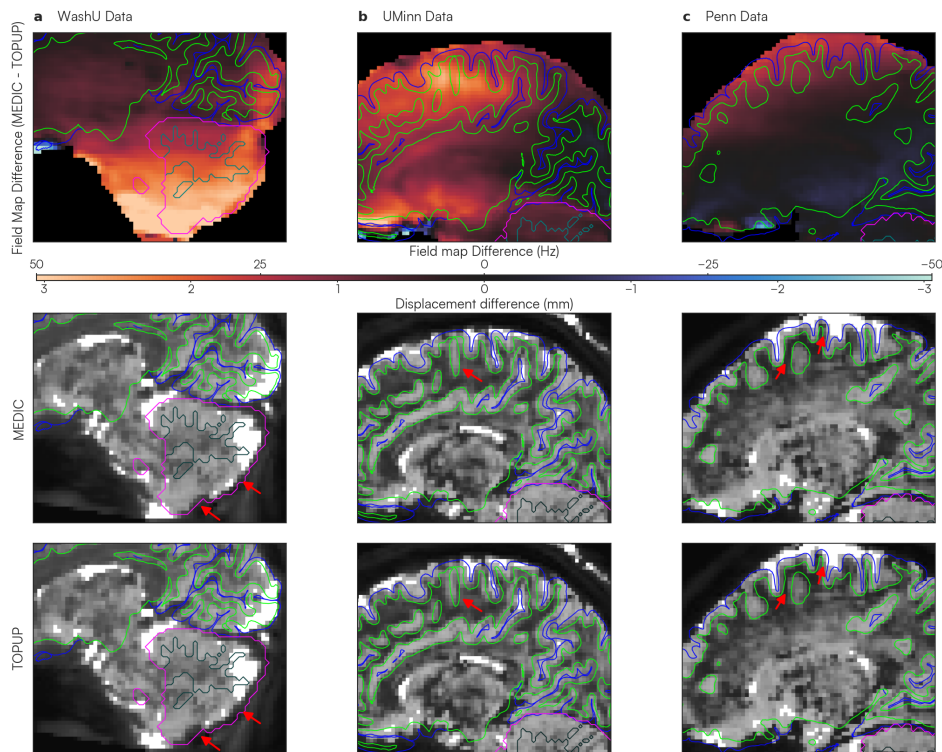 a WashU Data
b UMinn Data
c Penn Data
Field Map Difference (MEDIC - TOPUP)
Field map Difference (Hz)
50 25 0 −25 −50
3 2 1 0 −1 −2 −3
Displacement difference (mm)
MEDIC
TOPUP